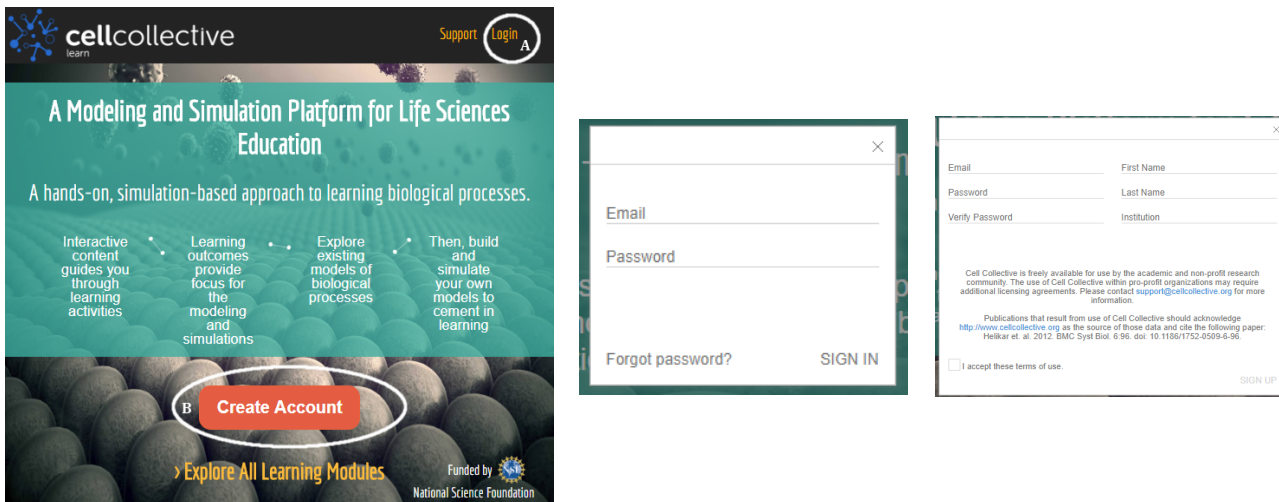 cellcollective
learn
Support
Login
A
A Modeling and Simulation Platform for Life Sciences
Education
A hands-on, simulation-based approach to learning biological processes.
Interactive
content
guides you
through
learning
activities
Learning
outcomes
provide
focus for
the
modeling
and
simulations
Explore
existing
models of
biological
processes
Then, build
and
simulate
your own
models to
cement in
learning
B
Create Account
› Explore All Learning Modules
Funded by
NSF
National Science Foundation
Email
Password
Forgot password?
SIGN IN
Email
First Name
Password
Last Name
Verify Password
Institution
Cell Collective is freely available for use by the academic and non-profit research
community. The use of Cell Collective within pro-profit organizations may require
additional licensing agreements. Please contact support@cellcollective.org for more
information.
Publications that result from use of Cell Collective should acknowledge
http://www.cellcollective.org as the source of those data and cite the following paper:
Helikar et. al. 2012. BMC Syst Biol. 6:96. doi: 10.1186/1752-0509-6-96.
I accept these terms of use.
SIGN UP